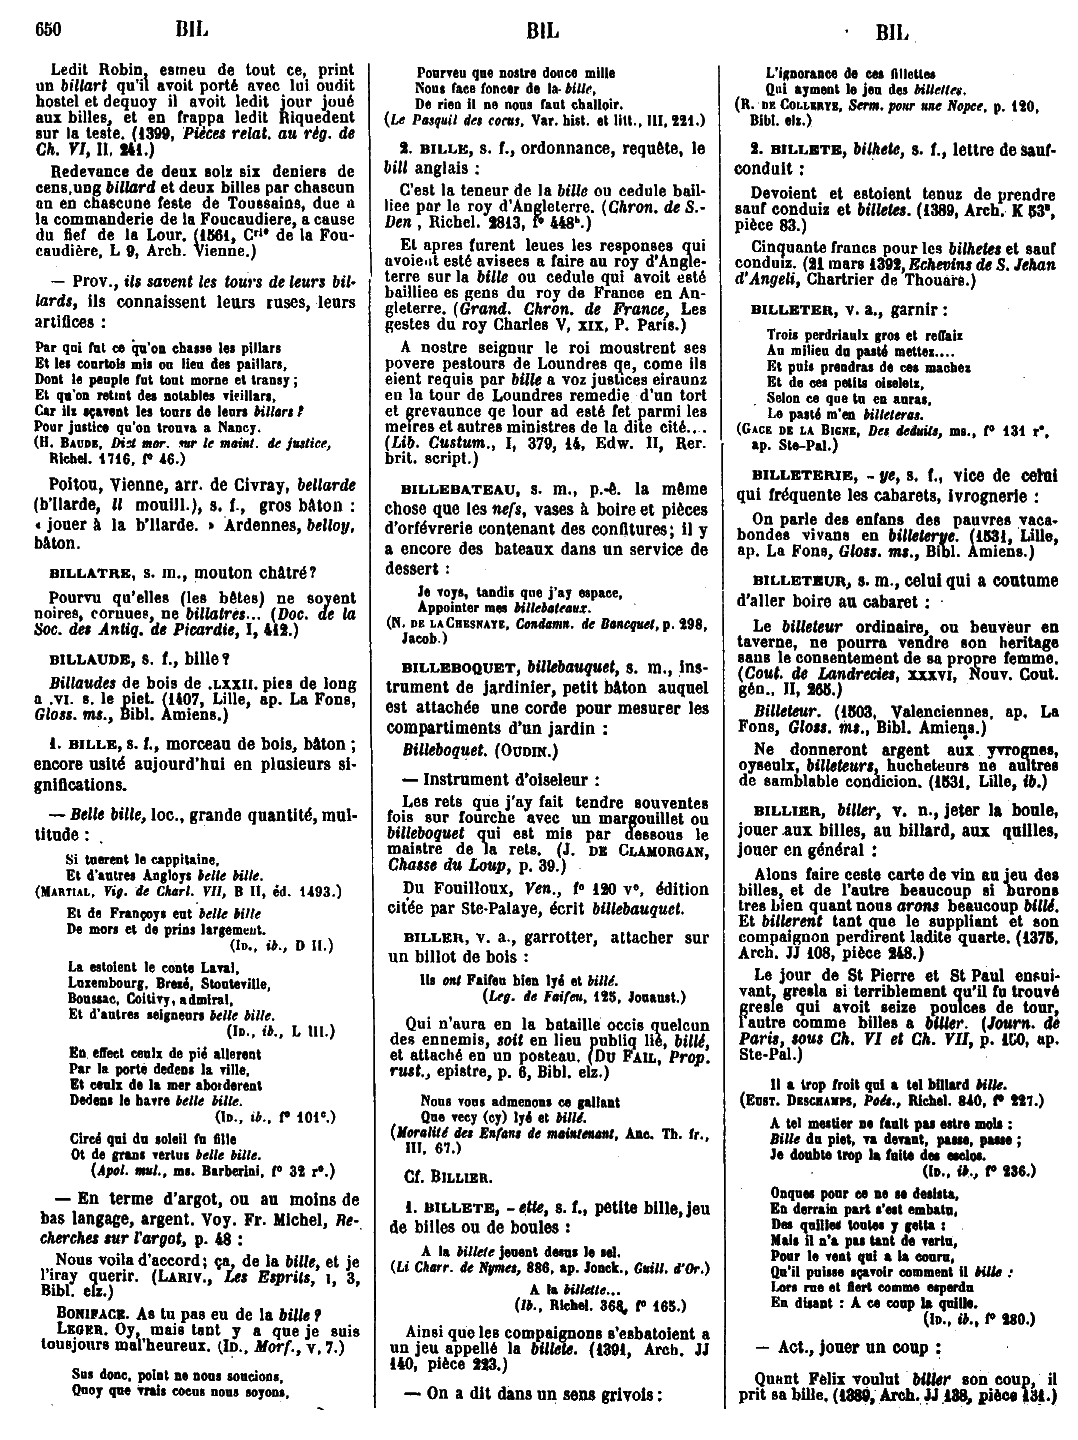 650 BIL BIL BIL
Ledit Robin, esmeu de tout ce, print
un billart qu'il avoit porté avec lui oudit
hostel et dequoy il avoit ledit jour joué
aux billes, et en frappa ledit Riquedent
sur la teste. (1399, Pièces relat. au règ. de
Ch. VI, II, 241.)
Redevance de deux solz six deniers de
cens,ung billard et deux billes par chascun
an en chascune feste de Toussains, due a
la commanderie de la Foucaudiere, a cause
du fief de la Lour. (1561, Crie de la Fou-
caudière, L 9, Arch. Vienne.)
— Prov., ils savent les tours de leurs bil-
lards, ils connaissent leurs ruses, leurs
artifices :
Par qoi fut ce qu'on chasse les pillars
Et les courtois mis ou lieu des paillars,
Dont le peuple fut tout morne et transy ;
Et qu'on retint des notables vieillars,
Car ilz sçavent les tours de leurs billars ?
Pour justice qu'on trouva a Nancy.
(H. BAUDE, Dict mor. sur le maint. de justice,
Richel. 1716, f° 46.)
Poitou, Vienne, arr. de Civray, bellarde
(b'llarde, ll mouill.), s. f., gros bâton :
« jouer à la b'llarde. » Ardennes, belloy,
bâton.
BILLATRE, s. m., mouton châtré?
Pourvu qu'elles (les bêtes) ne soyent
noires, cornues, ne billatres... (Doc. de la
Soc. des Antiq. de Picardie, I, 412.)
BILLAUDE, s. f., bille?
Billaudes de bois de .LXXII. pies de long
a .VI. s. le piet. (1407, Lille, ap. La Fons,
Gloss. ms., Bibl. Amiens.)
1. BILLE, s. f., morceau de bois, bâton ;
encore usité aujourd'hui en plusieurs si-
gnifications.
— Belle bille, loc., grande quantité, mul-
titude :
Si tuerent le cappitaine,
Et d'autres Angloys belle bille.
(MARTIAL, Vig. de Charl. VII, B II, éd. 1493.)
Et de Françoys eut belle bille
De mors et de prins largement.
(ID., ib., D II.)
La estoient le conte Laval,
Luxembourg, Brezé, Stouteville,
Boussac, Coitivy, admiral,
Et d'autres seigneurs belle bille.
(ID., ib., L III.)
En effect ceulx de pié allerent
Par la porte dedens la ville,
Et ceulx de la mer aborderent
Dedens le havre belle bille.
(ID., ib., f° 101c.)
Circé qui du soleil fu fille
Ot de grans vertus belle bille.
(Apol. mul., ms. Barberini, f° 32 r°.)
— En terme d'argot, ou au moins de
bas langage, argent. Voy. Fr. Michel, Re-
cherches sur l'argot, p. 48 :
Nous voila d'accord ; ça, de la bille, et je
l'iray querir. (LARIV., Les Esprits, I, 3,
Bibl. elz.)
BONIFACE. As tu pas eu de la bille ?
LEGER. Oy, mais tant y a que je suis
tousjours mal'heureux. (ID., Morf., V, 7.)
Sus donc, point ne nous soucions,
Quoy que vrais cocus nous soyons,
Pourveu que nostre douce mille
Nous face foncer de la bille,
De rien il ne nous faut challoir.
(Le Pasquil des cocus, Var. hist. et litt., III, 221.)
2. BILLE, s. f., ordonnance, requête, le
bill anglais :
C'est la teneur de la bille ou cedule bail-
liee par le roy d'Angleterre. (Chron. de S.-
Den , Richel. 2813, f° 448b.)
Et apres furent leues les responses qui
avoient esté avisees a faire au roy d'Angle-
terre sur la bille ou cedule qui avoit esté
bailliee es gens du roy de France en An-
gleterre. (Grand. Chron. de France, Les
gestes du roy Charles V, XIX, P. Paris.)
A nostre seignur le roi moustrent ses
povere pestours de Loundres qe, come ils
eient requis par bille a voz justices eiraunz
en la tour de Loundres remedie d'un tort
et grevaunce qe lour ad esté fet parmi les
meires et autres ministres de la dite cité...
(Lib. Custum., I, 379, 14, Edw. II, Rer.
brit. script.)
BILLEBATEAU, s. m., p.-ê. la même
chose que les nefs, vases à boire et pièces
d'orfévrerie contenant des confitures ; il y
a encore des bateaux dans un service de
dessert :
Je voys, tandis que j'ay espace,
Appointer mes billebateaux.
(N. DE LA CHESNAYE, Condamn. de Bancquet, p. 298,
Jacob.)
BILLEBOQUET, billebauquet, s. m., ins-
trument de jardinier, petit bâton auquel
est attachée une corde pour mesurer les
compartiments d'un jardin :
Billeboquet. (OUDIN.)
— Instrument d'oiseleur :
Les rets que j'ay fait tendre souventes
fois sur fourche avec un margouillet ou
billeboquet qui est mis par dessous le
maistre de la rets. (J. DE CLAMORGAN,
Chasse du Loup, p. 39.)
Du Fouilloux, Ven., f° 120 v°, édition
citée par Ste-Palaye, écrit billebauquet.
BILLER, v. a., garrotter, attacher sur
un billot de bois :
Ils ont Faifeu bien lyé et billé.
(Leg. de Faifeu, 125, Jouaust.)
Qui n'aura en la bataille occis quelcun
des ennemis, soit en lieu publiq lié, billé,
et attaché en un posteau. (DU FAIL, Prop.
rust., epistre, p. 6, Bibl. elz.)
Nous vous admenons ce gallant
Que vecy (cy) lyé et billé.
(Moralité des Enfans de maintenant, Anc. Th. fr.,
III, 67.)
Cf. BILLIER.
1. BILLETE, - ette, s. f., petite bille, jeu
de billes ou de boules :
A la billete jeuent desus le sel.
(Li Charr. de Nymes, 886, ap. Jonck., Guill. d'Or.)
A la billette...
(Ib., Richel. 368, f° 165.)
Ainsi que les compaignons s'esbatoient a
un jeu appellé la billete. (1391, Arch. JJ
140, pièce 223.)
— On a dit dans un sens grivois :
L'ignorance de ces fillettes
Qui ayment le jeu des billettes.
(R. DE COLLERYE, Serm. pour une Nopce, p. 120,
Bibl. elz.)
2. BILLETE, bilhete, s. f., lettre de sauf-
conduit :
Devoient et estoient tenuz de prendre
sauf conduiz et billetes. (1389, Arch. K 53a,
pièce 83.)
Cinquante francs pour les bilhetes et sauf
conduiz. (21 mars 1392, Echevins de S. Jehan
d'Angeli, Chartrier de Thouars.)
BILLETER, v. a., garnir :
Trois perdriaulx gros et reffaiz
Au milieu du pasté mettez....
Et puis prendras de ces machez
Et de ces petits oiseletz,
Selon ce que tu en auras,
Le pasté m'en billeteras.
(GACE DE LA BIGNE, Des deduits, ms., f° 131 r°,
ap. Ste-Pal.)
BILLETERIE, - ye, s. f., vice de celui
qui fréquente les cabarets, ivrognerie :
On parle des enfans des pauvres vaca-
bondes vivans en billeterye. (1531, Lille,
ap. La Fons, Gloss. ms., Bibl. Amiens.)
BILLETEUR, s. m., celui qui a coutume
d'aller boire au cabaret :
Le billeteur ordinaire, ou beuveur en
taverne, ne pourra vendre son heritage
sans le consentement de sa propre femme.
(Cout. de Landrecies, XXXVI, Nouv. Cout.
gén., II, 265.)
Billeteur. (1503, Valenciennes, ap. La
Fons, Gloss. ms., Bibl. Amiens.)
Ne donneront argent aux yvrognes,
oyseulx, billeteurs, hucheteurs ne aultres
de samblable condicion. (1531, Lille, ib.)
BILLIER, biller, v. n., jeter la boule,
jouer aux billes, au billard, aux quilles,
jouer en général :
Alons faire ceste carte de vin au jeu des
billes, et de l'autre beaucoup si burons
tres bien quant nous arons beaucoup billé.
Et billerent tant que le suppliant et son
compaignon perdirent ladite quarte. (1375,
Arch. JJ 108, pièce 248.)
Le jour de St Pierre et St Paul ensui-
vant, gresla si terriblement qu'il fu trouvé
gresle qui avoit seize poulces de tour,
l'autre comme billes a biller. (Journ. de
Paris, sous Ch. VI et Ch. VII, p. 100, ap.
Ste-Pal.)
Il a trop froit qui a tel billard bille.
(EUST. DESCHAMPS, Poés., Richel. 840, f° 227.)
A tel mestier ne fault pas estre mols :
Bille du piet, va devant, passe, passe ;
Je doubte trop la fuite des esclos.
(ID., ib., f° 236.)
Onques pour ce ne se desista,
En derrain part s'est embatu,
Des quilles toutes y getta :
Mais il n'a pas tant de vertu,
Pour le vent qui a la couru,
Qu'il puisse sçavoir comment il bille :
Lors rue et fiert comme esperdu
En disant : A ce coup la quille.
(ID., ib., f° 280.)
— Act., jouer un coup :
Quant Felix voulut biller son coup, il
prit sa bille. (1389, Arch. JJ 138, pièce 131.)